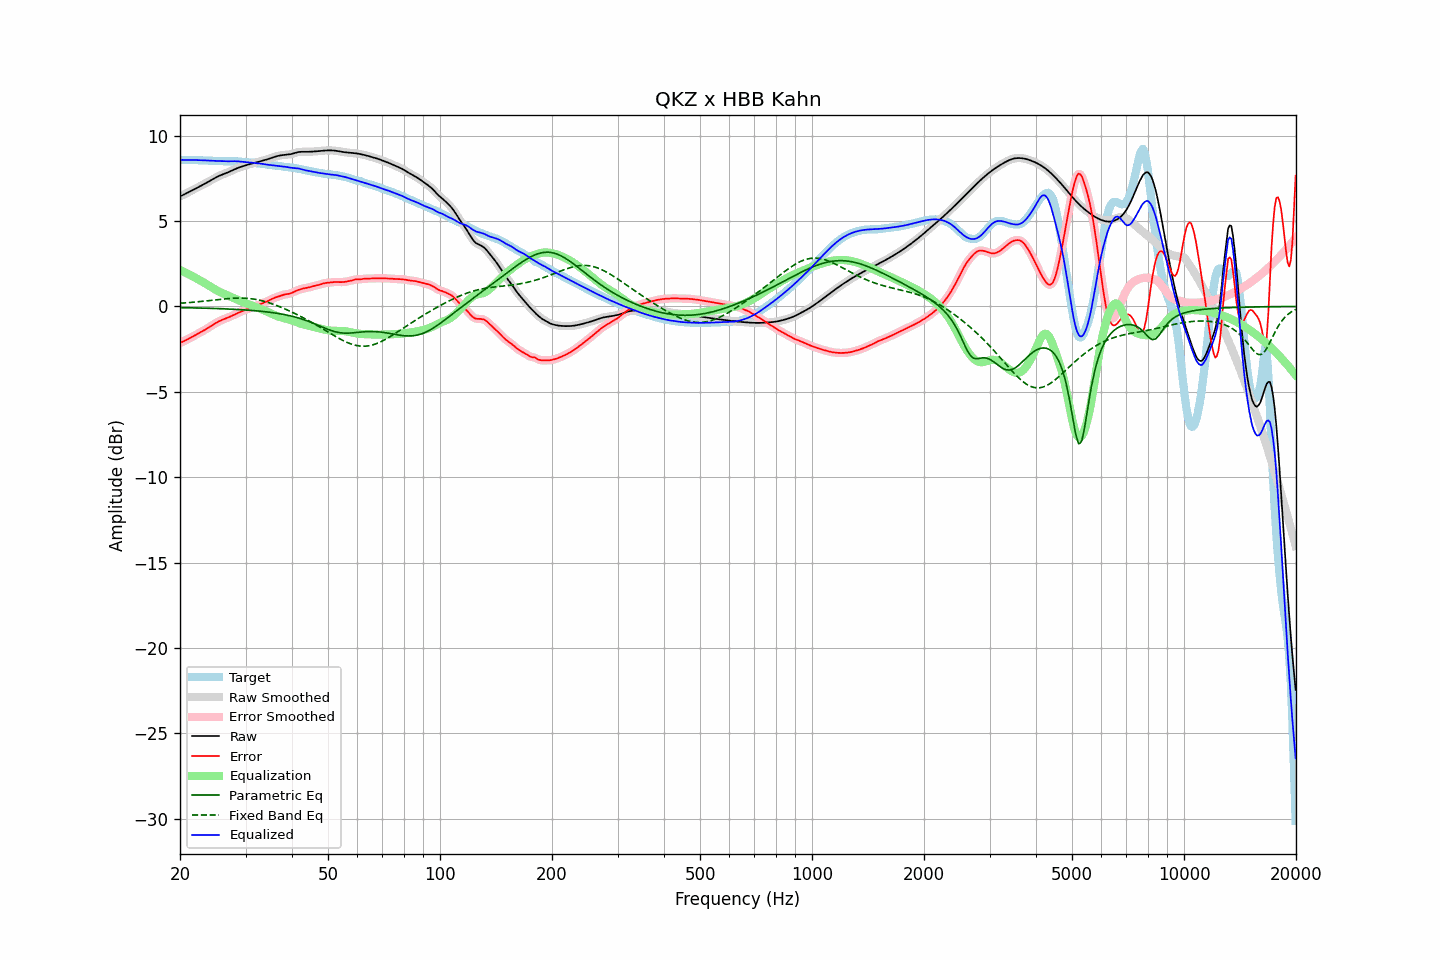 QKZ x HBB Kahn
Amplitude (dBr)
10
5
0
−5
−10
−15
−20
−25
−30
Target
Raw Smoothed
Error Smoothed
Raw
Error
Equalization
Parametric Eq
Fixed Band Eq
Equalized
20 50 100 200 500 1000 2000 5000 10000 20000
Frequency (Hz)